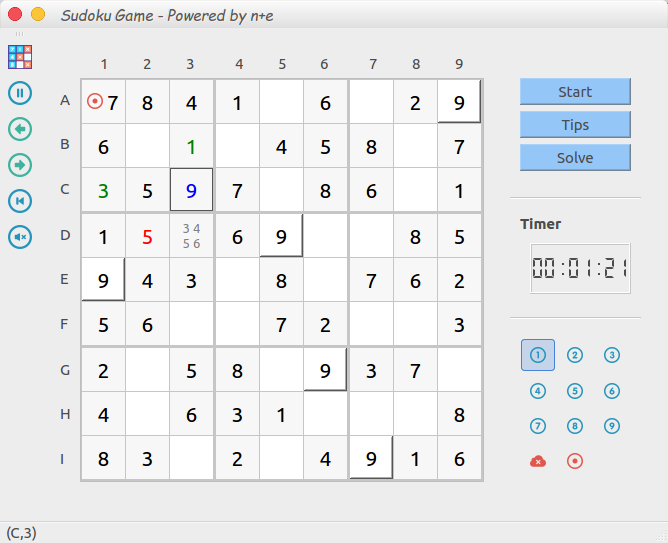 Sudoku Game - Powered by n+e
1 2 3 4 5 6 7 8 9
A 7 8 4 1 6 2 9
B 6 1 4 5 8 7
C 3 5 9 7 8 6 1
D 1 5 3 4 5 6 6 9 8 5
E 9 4 3 8 7 6 2
F 5 6 7 2 3
G 2 5 8 9 3 7
H 4 6 3 1 8
I 8 3 2 4 9 1 6
Start
Tips
Solve
Timer
00:01:21
1 2 3
4 5 6
7 8 9
(C,3)